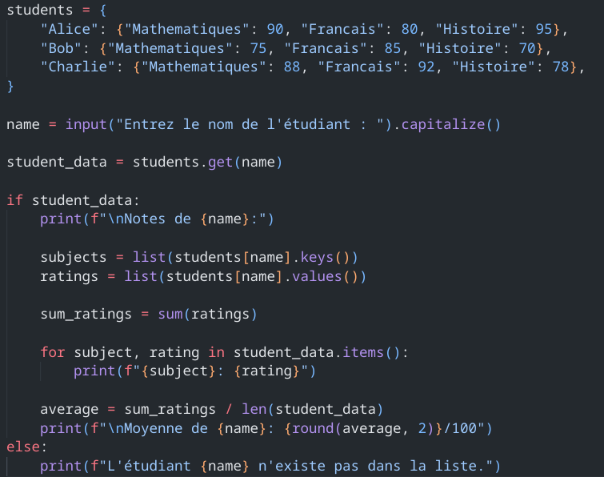 students = {
    "Alice": {"Mathematiques": 90, "Francais": 80, "Histoire": 95},
    "Bob": {"Mathematiques": 75, "Francais": 85, "Histoire": 70},
    "Charlie": {"Mathematiques": 88, "Francais": 92, "Histoire": 78},
}

name = input("Entrez le nom de l'étudiant : ").capitalize()

student_data = students.get(name)

if student_data:
    print(f"\nNotes de {name}:")

    subjects = list(students[name].keys())
    ratings = list(students[name].values())

    sum_ratings = sum(ratings)

    for subject, rating in student_data.items():
        print(f"{subject}: {rating}")

    average = sum_ratings / len(student_data)
    print(f"\nMoyenne de {name}: {round(average, 2)}/100")
else:
    print(f"L'étudiant {name} n'existe pas dans la liste.")